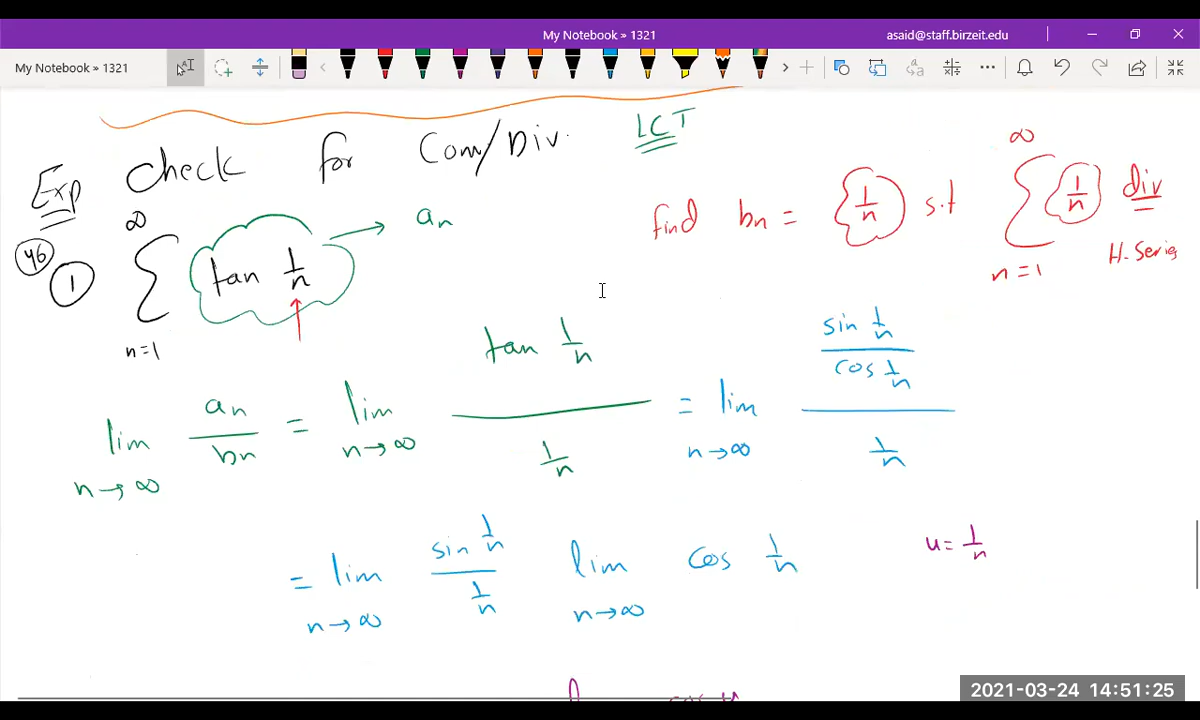 My Notebook » 1321 asaid@staff.birzeit.edu
My Notebook » 1321
Exp check for Conv/Div. LCT
46 1 ∞ ∑ n=1 tan 1/n → an
find bn = 1/n s.t ∞ ∑ n=1 1/n div
H. Series
lim n→∞ an/bn = lim n→∞ (tan 1/n)/(1/n) = lim n→∞ (sin 1/n / cos 1/n)/(1/n)
= lim n→∞ (sin 1/n)/(1/n) lim n→∞ cos 1/n u = 1/n
2021-03-24 14:51:25